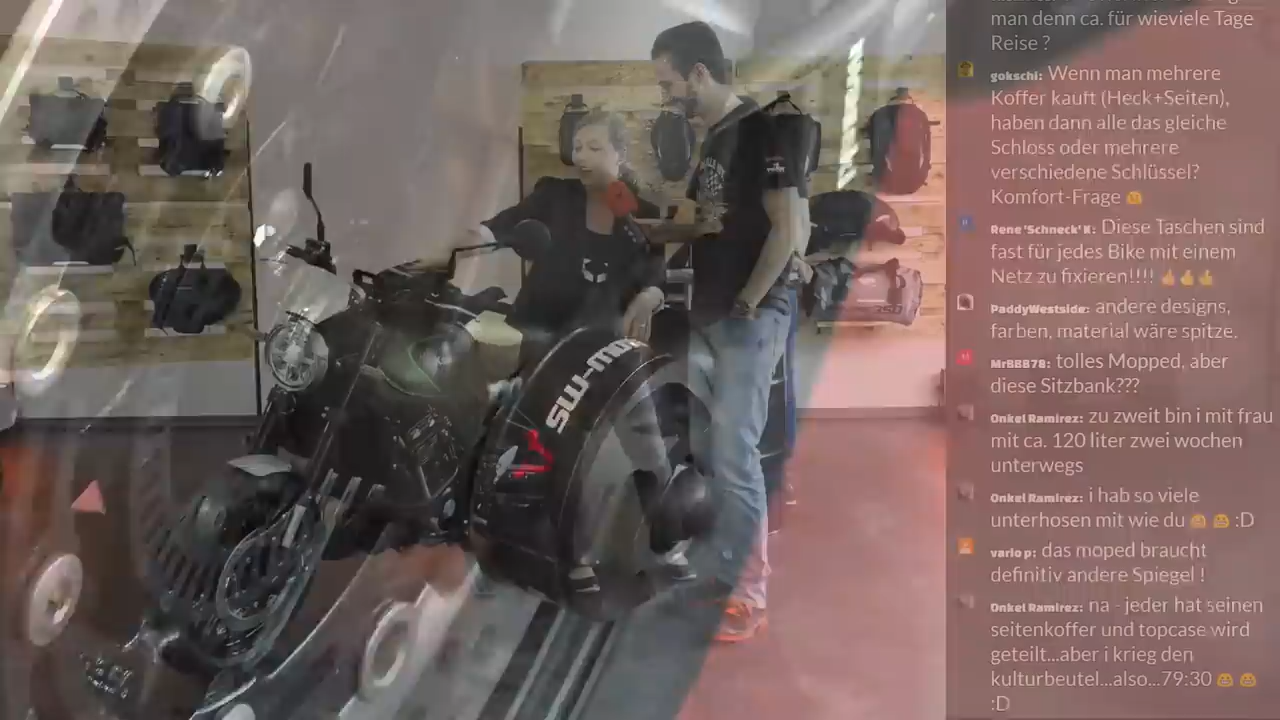 man denn ca. für wieviele Tage
Reise ?
gokschi: Wenn man mehrere
Koffer kauft (Heck+Seiten),
haben dann alle das gleiche
Schloss oder mehrere
verschiedene Schlüssel?
Komfort-Frage
Rene 'Schneck' K: Diese Taschen sind
fast für jedes Bike mit einem
Netz zu fixieren!!!! 👍👍👍
PaddyWestside: andere designs,
farben, material wäre spitze.
MrBBB78: tolles Mopped, aber
diese Sitzbank???
Onkel Ramirez: zu zweit bin i mit frau
mit ca. 120 liter zwei wochen
unterwegs
Onkel Ramirez: i hab so viele
unterhosen mit wie du 😄 😄 :D
vario p: das moped braucht
definitiv andere Spiegel !
Onkel Ramirez: na - jeder hat seinen
seitenkoffer und topcase wird
geteilt...aber i krieg den
kulturbeutel...also...79:30 😄 😄
:D
SW-MOTECH